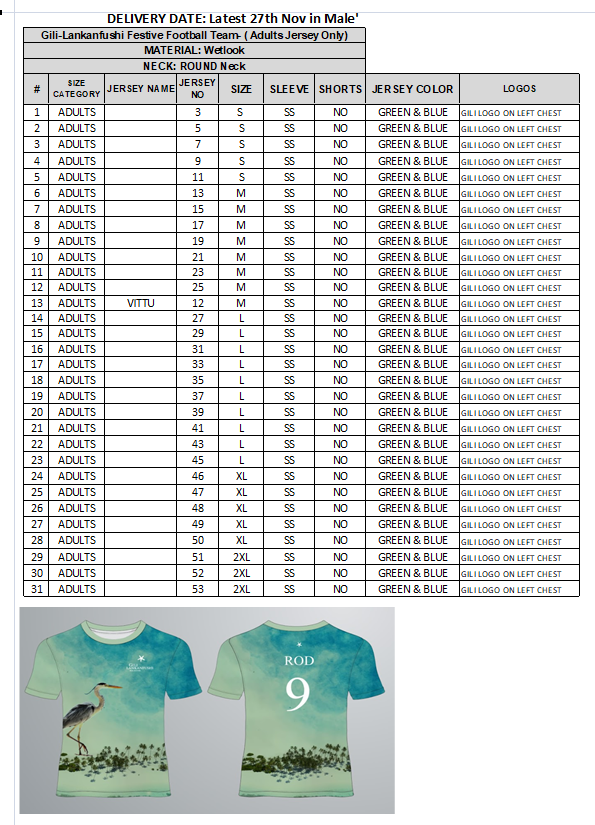 DELIVERY DATE: Latest 27th Nov in Male'
Gili-Lankanfushi Festive Football Team- ( Adults Jersey Only)
MATERIAL: Wetlook
NECK: ROUND Neck
# SIZE CATEGORY JERSEY NAME JERSEY NO SIZE SLEEVE SHORTS JERSEY COLOR LOGOS
1 ADULTS 3 S SS NO GREEN & BLUE GILI LOGO ON LEFT CHEST
2 ADULTS 5 S SS NO GREEN & BLUE GILI LOGO ON LEFT CHEST
3 ADULTS 7 S SS NO GREEN & BLUE GILI LOGO ON LEFT CHEST
4 ADULTS 9 S SS NO GREEN & BLUE GILI LOGO ON LEFT CHEST
5 ADULTS 11 S SS NO GREEN & BLUE GILI LOGO ON LEFT CHEST
6 ADULTS 13 M SS NO GREEN & BLUE GILI LOGO ON LEFT CHEST
7 ADULTS 15 M SS NO GREEN & BLUE GILI LOGO ON LEFT CHEST
8 ADULTS 17 M SS NO GREEN & BLUE GILI LOGO ON LEFT CHEST
9 ADULTS 19 M SS NO GREEN & BLUE GILI LOGO ON LEFT CHEST
10 ADULTS 21 M SS NO GREEN & BLUE GILI LOGO ON LEFT CHEST
11 ADULTS 23 M SS NO GREEN & BLUE GILI LOGO ON LEFT CHEST
12 ADULTS 25 M SS NO GREEN & BLUE GILI LOGO ON LEFT CHEST
13 ADULTS VITTU 12 M SS NO GREEN & BLUE GILI LOGO ON LEFT CHEST
14 ADULTS 27 L SS NO GREEN & BLUE GILI LOGO ON LEFT CHEST
15 ADULTS 29 L SS NO GREEN & BLUE GILI LOGO ON LEFT CHEST
16 ADULTS 31 L SS NO GREEN & BLUE GILI LOGO ON LEFT CHEST
17 ADULTS 33 L SS NO GREEN & BLUE GILI LOGO ON LEFT CHEST
18 ADULTS 35 L SS NO GREEN & BLUE GILI LOGO ON LEFT CHEST
19 ADULTS 37 L SS NO GREEN & BLUE GILI LOGO ON LEFT CHEST
20 ADULTS 39 L SS NO GREEN & BLUE GILI LOGO ON LEFT CHEST
21 ADULTS 41 L SS NO GREEN & BLUE GILI LOGO ON LEFT CHEST
22 ADULTS 43 L SS NO GREEN & BLUE GILI LOGO ON LEFT CHEST
23 ADULTS 45 L SS NO GREEN & BLUE GILI LOGO ON LEFT CHEST
24 ADULTS 46 XL SS NO GREEN & BLUE GILI LOGO ON LEFT CHEST
25 ADULTS 47 XL SS NO GREEN & BLUE GILI LOGO ON LEFT CHEST
26 ADULTS 48 XL SS NO GREEN & BLUE GILI LOGO ON LEFT CHEST
27 ADULTS 49 XL SS NO GREEN & BLUE GILI LOGO ON LEFT CHEST
28 ADULTS 50 XL SS NO GREEN & BLUE GILI LOGO ON LEFT CHEST
29 ADULTS 51 2XL SS NO GREEN & BLUE GILI LOGO ON LEFT CHEST
30 ADULTS 52 2XL SS NO GREEN & BLUE GILI LOGO ON LEFT CHEST
31 ADULTS 53 2XL SS NO GREEN & BLUE GILI LOGO ON LEFT CHEST
ROD
9